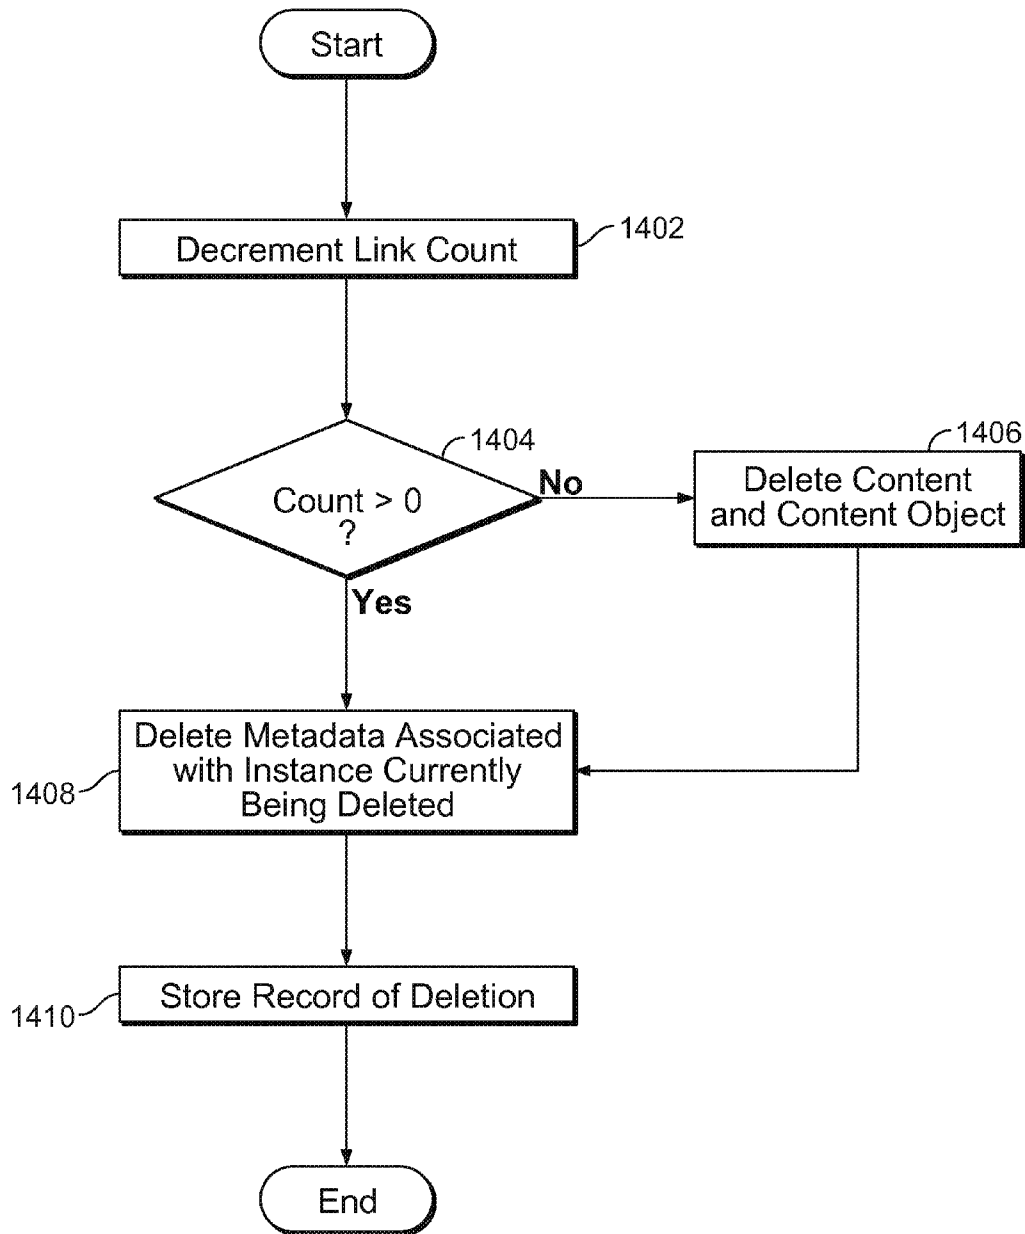 Start
Decrement Link Count
1402
1404
Count > 0
?
No
1406
Delete Content
and Content Object
Yes
Delete Metadata Associated
with Instance Currently
Being Deleted
1408
Store Record of Deletion
1410
End